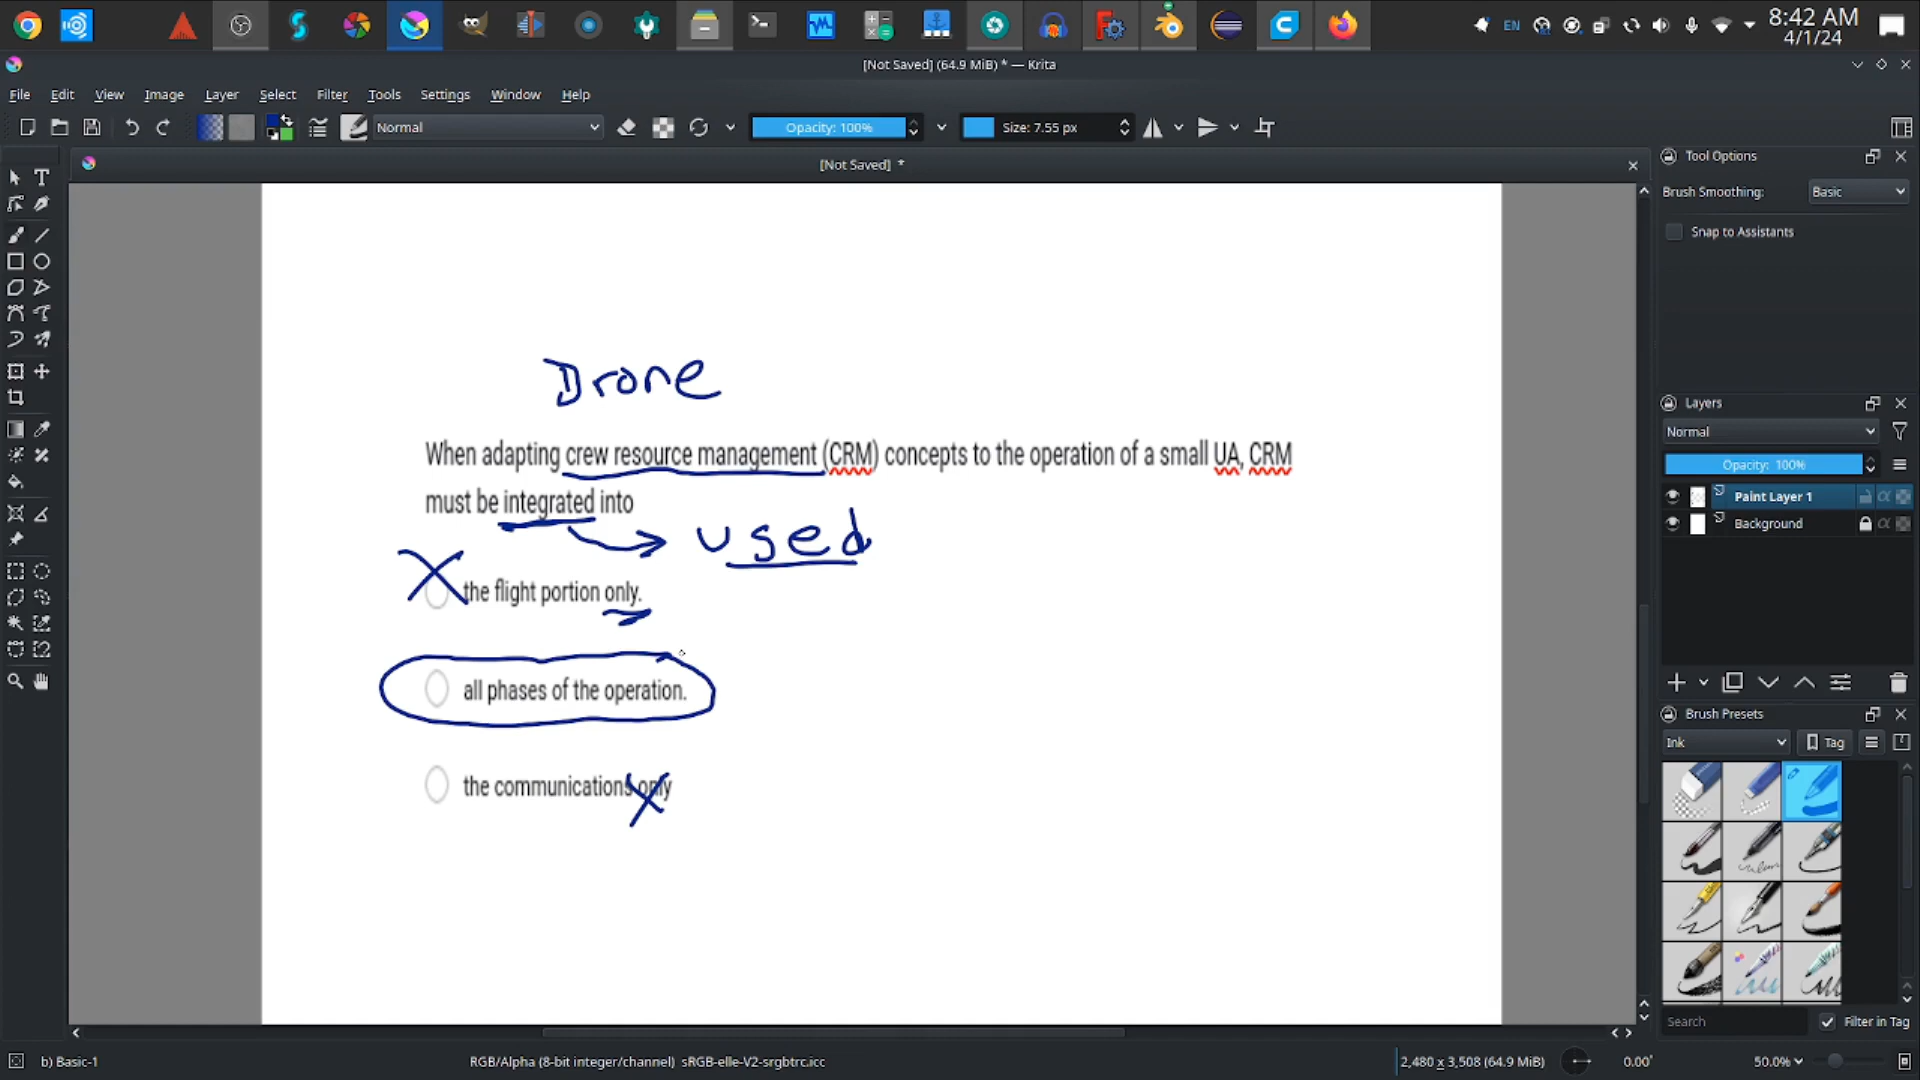 8:42 AM
4/1/24
EN
[Not Saved] (64.9 MiB) * — Krita
File Edit View Image Layer Select Filter Tools Settings Window Help
Normal
Opacity: 100%
Size: 7.55 px
[Not Saved] *
Tool Options
Brush Smoothing: Basic
Snap to Assistants
Drone
When adapting crew resource management (CRM) concepts to the operation of a small UA, CRM
must be integrated into
used
the flight portion only.
all phases of the operation.
the communications only
Layers
Normal
Opacity: 100%
Paint Layer 1
Background
Brush Presets
Ink
Tag
Search
Filter in Tag
b) Basic-1
RGB/Alpha (8-bit integer/channel) sRGB-elle-V2-srgbtrc.icc
2,480 x 3,508 (64.9 MiB)
0.00°
50.0%